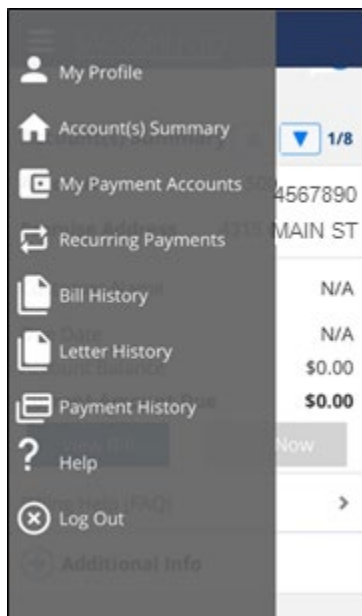 My Profile
Account(s) Summary
1/8
My Payment Accounts
4567890
MAIN ST
Recurring Payments
N/A
Bill History
N/A
Letter History
$0.00
Payment History
$0.00
Now
Help
Log Out
Additional Info